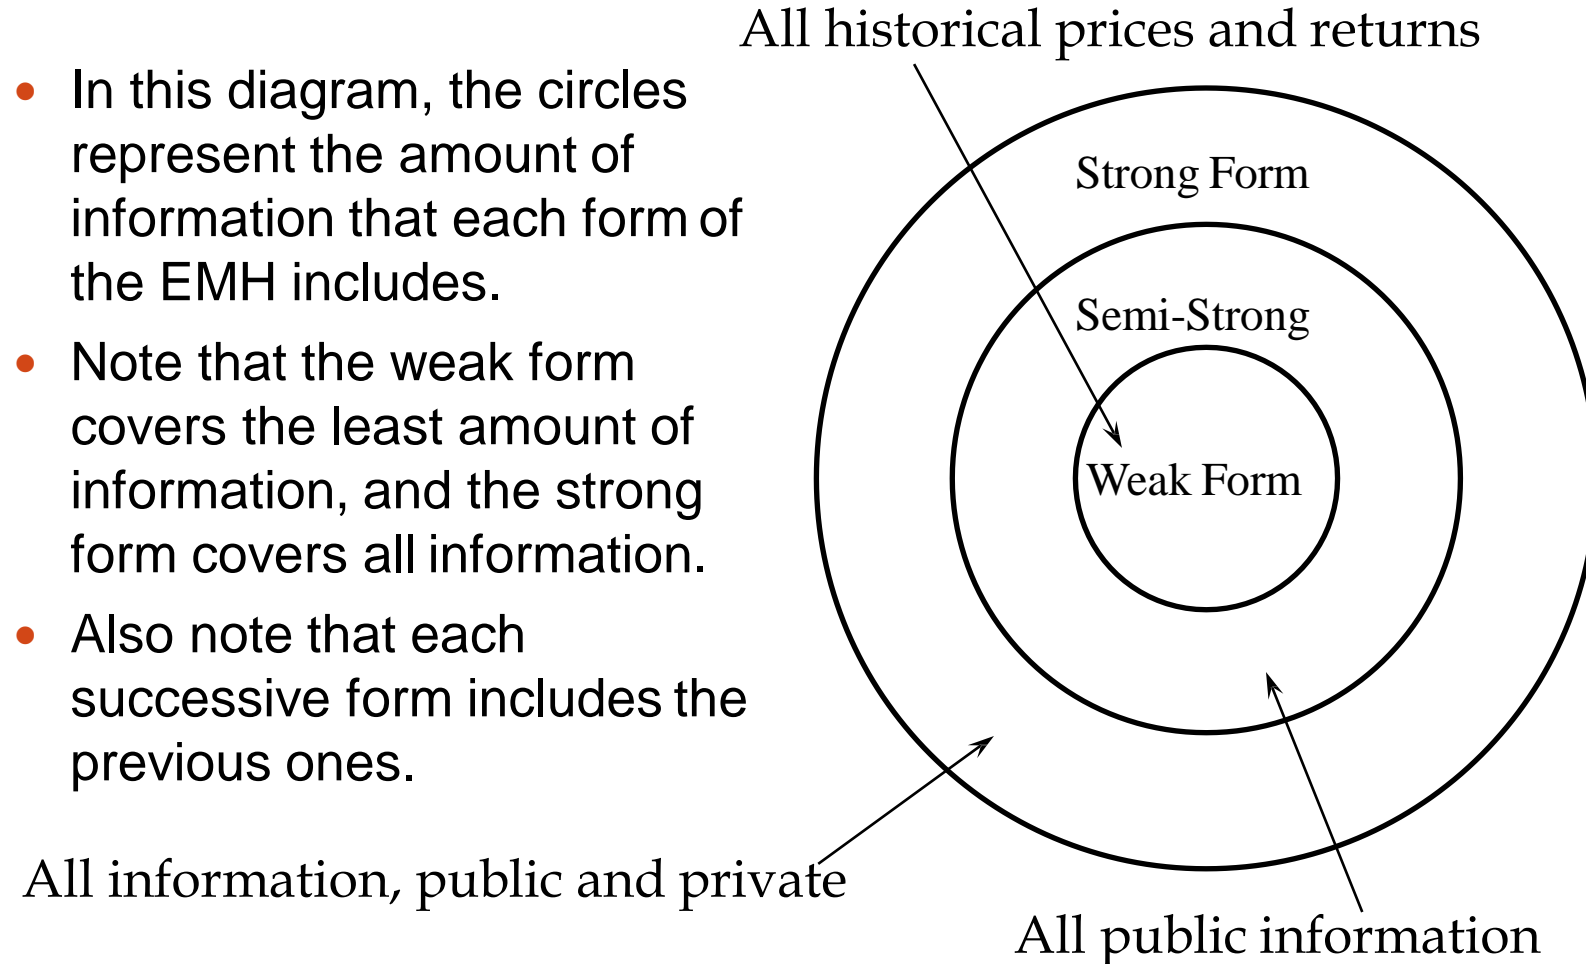 All historical prices and returns
• In this diagram, the circles
represent the amount of
information that each form of
the EMH includes.
• Note that the weak form
covers the least amount of
information, and the strong
form covers all information.
• Also note that each
successive form includes the
previous ones.
Strong Form
Semi-Strong
Weak Form
All information, public and private
All public information